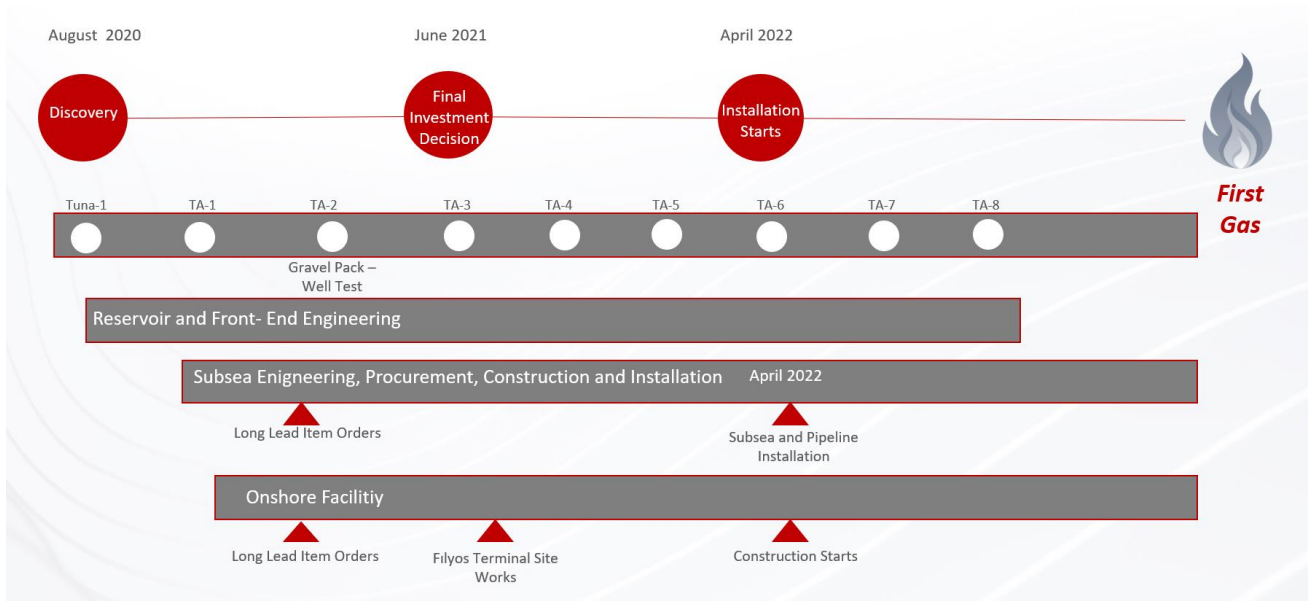 August 2020
June 2021
April 2022
Discovery
Final
Investment
Decision
Installation
Starts
First
Gas
Tuna-1
TA-1
TA-2
TA-3
TA-4
TA-5
TA-6
TA-7
TA-8
Gravel Pack –
Well Test
Reservoir and Front- End Engineering
Subsea Enigneering, Procurement, Construction and Installation
April 2022
Long Lead Item Orders
Subsea and Pipeline
Installation
Onshore Facilitiy
Long Lead Item Orders
Fılyos Terminal Site
Works
Construction Starts